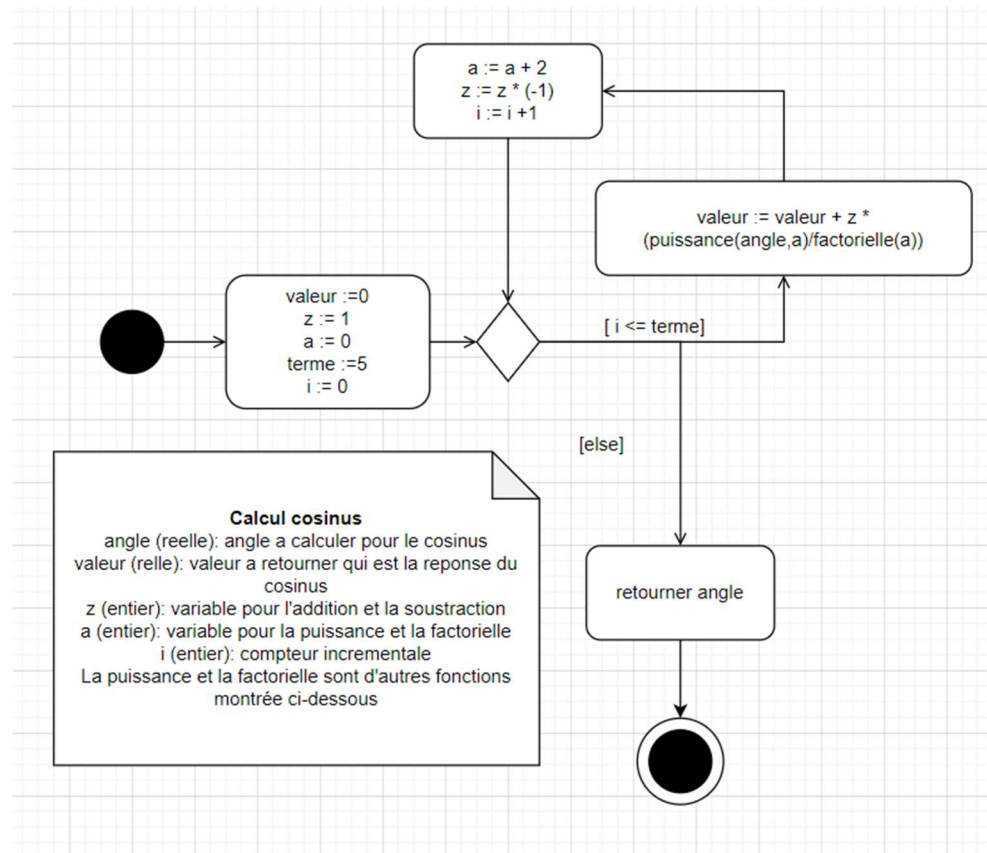 a := a + 2
z := z * (-1)
i := i +1
valeur := valeur + z *
(puissance(angle,a)/factorielle(a))
valeur :=0
z := 1
a := 0
terme :=5
i := 0
[ i <= terme]
[else]
Calcul cosinus
angle (reelle): angle a calculer pour le cosinus
valeur (relle): valeur a retourner qui est la reponse du
cosinus
z (entier): variable pour l'addition et la soustraction
a (entier): variable pour la puissance et la factorielle
i (entier): compteur incrementale
La puissance et la factorielle sont d'autres fonctions
montrée ci-dessous
retourner angle